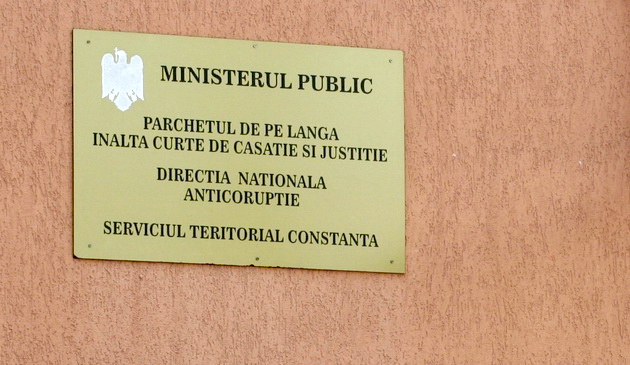 MINISTERUL PUBLIC
PARCHETUL DE PE LANGA
INALTA CURTE DE CASATIE SI JUSTITIE
DIRECTIA NATIONALA
ANTICORUPTIE
SERVICIUL TERITORIAL CONSTANTA